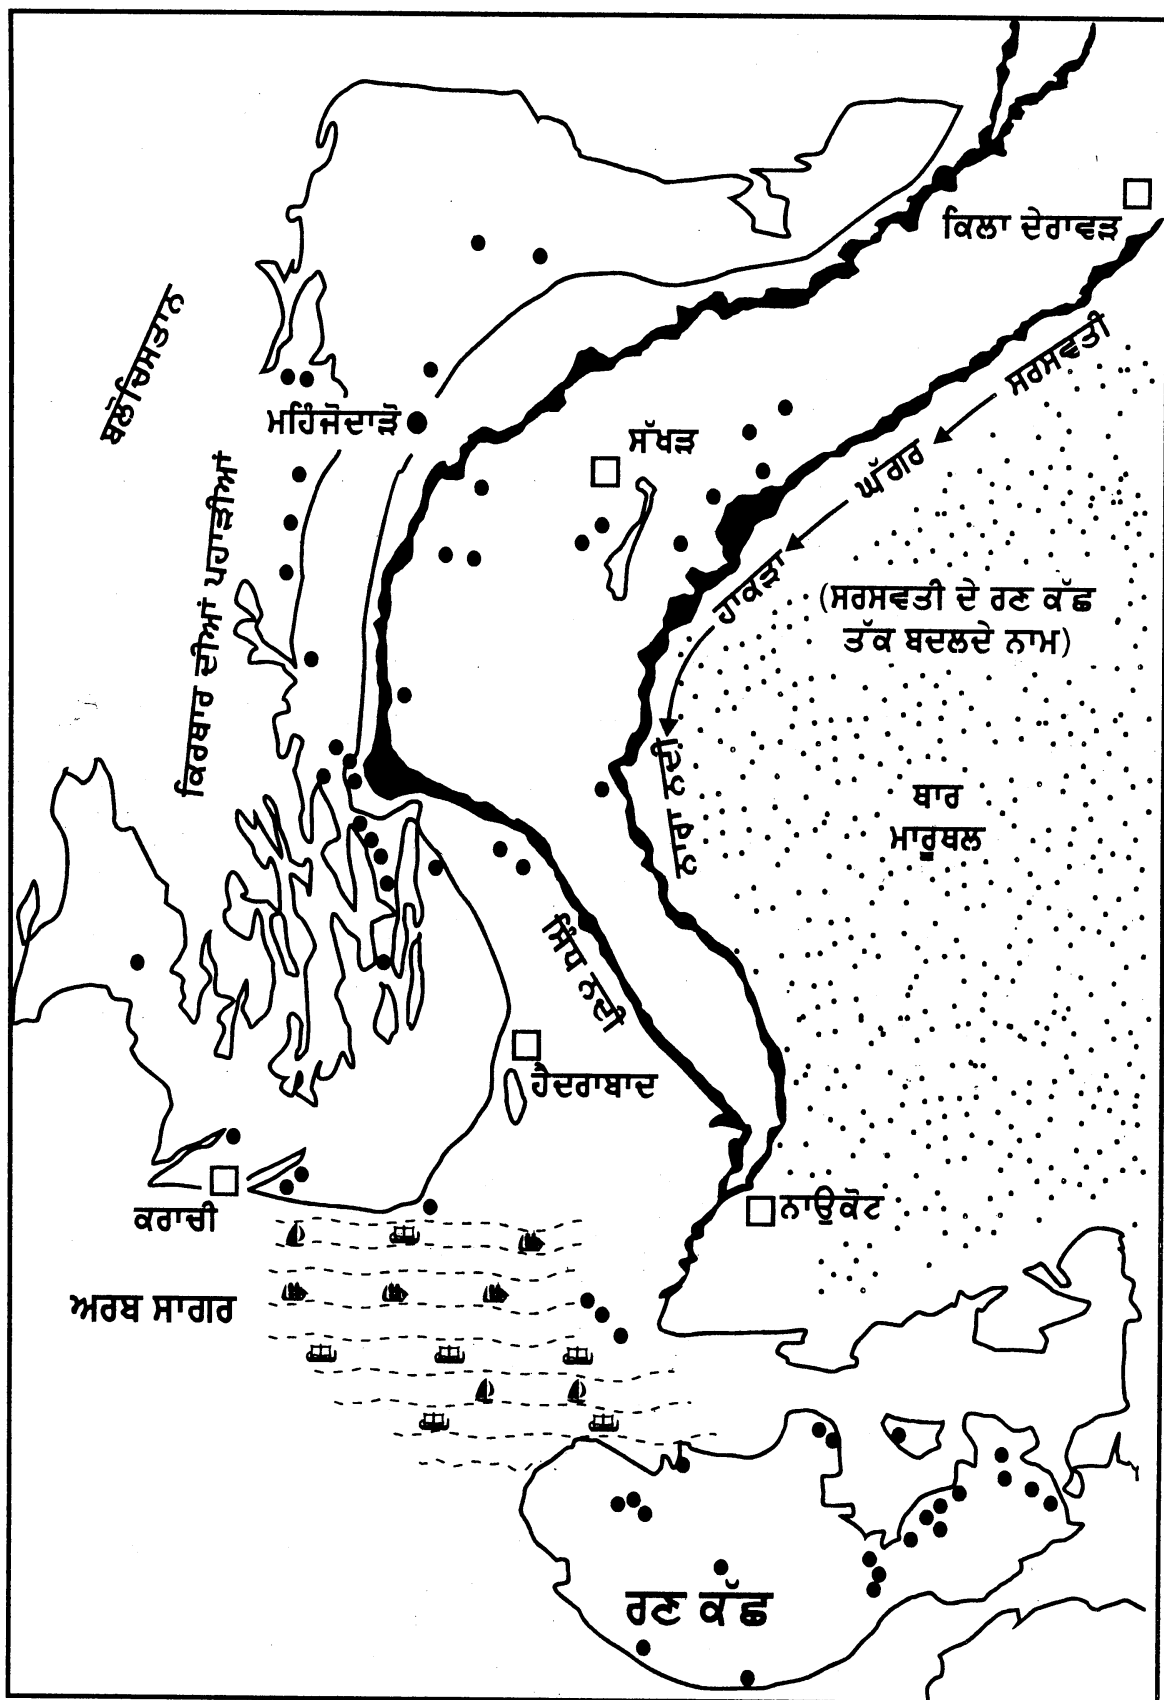 ਕਿਲਾ ਦੇਰਾਵੜ
ਬਲੋਚਿਸਤਾਨ
ਸਰਸਵਤੀ
ਮਹਿੰਜੋਦਾੜੋ
ਸੱਖੜ
ਘੱਗਰ
ਕਿਰਥਾਰ ਦੀਆਂ ਪਹਾੜੀਆਂ
ਹਾਕੜਾ
(ਸਰਸਵਤੀ ਦੇ ਰਣ ਕੱਛ
ਤੱਕ ਬਦਲਦੇ ਨਾਮ)
ਨਾਰਾ ਨਦੀ
ਥਾਰ
ਮਾਰੂਥਲ
ਸਿੰਧ ਨਦੀ
ਹੈਦਰਾਬਾਦ
ਕਰਾਚੀ
ਨਾਉਕੋਟ
ਅਰਬ ਸਾਗਰ
ਰਣ ਕੱਛ